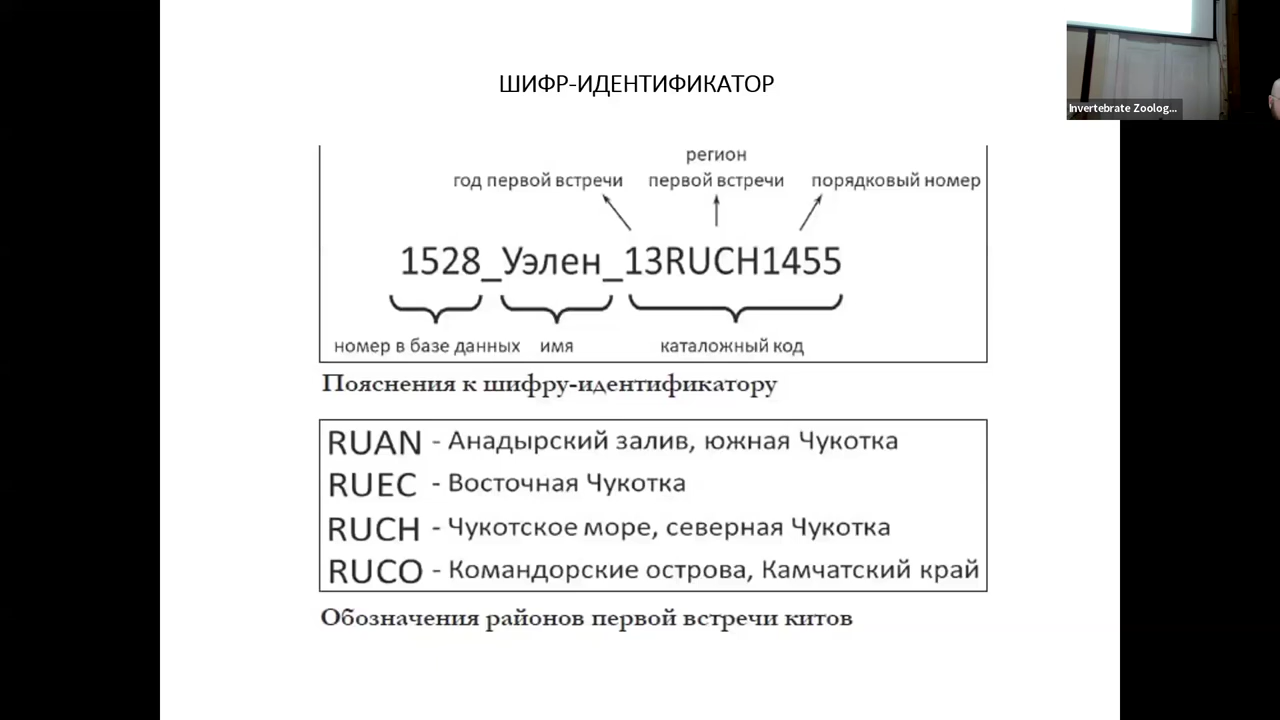 ШИФР-ИДЕНТИФИКАТОР
Invertebrate Zoolog...
регион
год первой встречи первой встречи порядковый номер
1528_Уэлен_13RUCH1455
номер в базе данных имя каталожный код
Пояснения к шифру-идентификатору
RUAN - Анадырский залив, южная Чукотка
RUEC - Восточная Чукотка
RUCH - Чукотское море, северная Чукотка
RUCO - Командорские острова, Камчатский край
Обозначения районов первой встречи китов